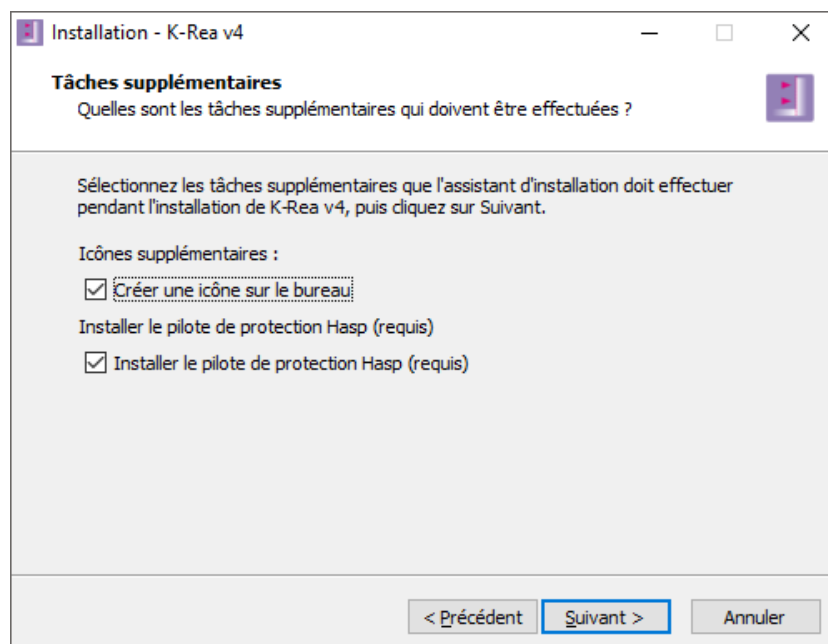 Installation - K-Rea v4
Tâches supplémentaires
Quelles sont les tâches supplémentaires qui doivent être effectuées ?
Sélectionnez les tâches supplémentaires que l'assistant d'installation doit effectuer
pendant l'installation de K-Rea v4, puis cliquez sur Suivant.
Icônes supplémentaires :
Créer une icône sur le bureau
Installer le pilote de protection Hasp (requis)
Installer le pilote de protection Hasp (requis)
< Précédent
Suivant >
Annuler